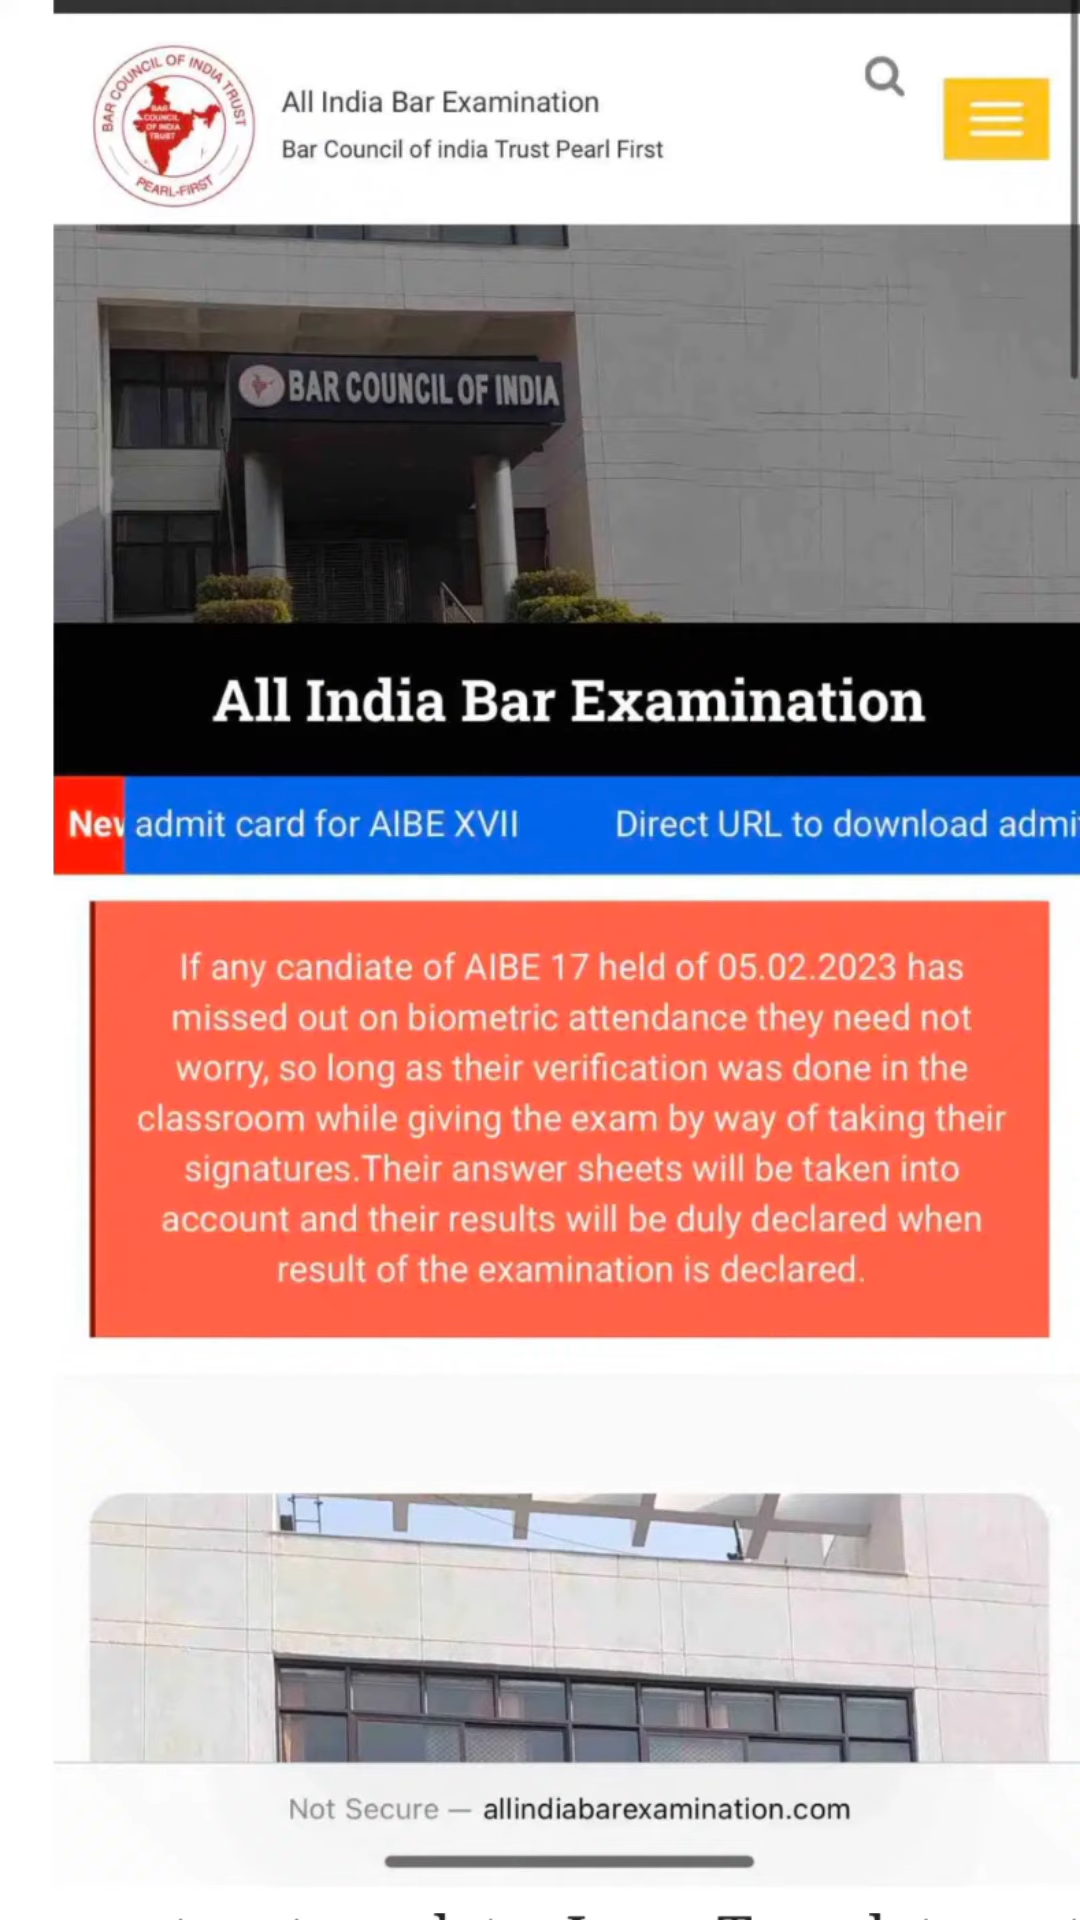 BAR COUNCIL OF INDIA TRUST
BAR
COUNCIL
OF INDIA
TRUST
PEARL-FIRST
All India Bar Examination
Bar Council of india Trust Pearl First
BAR COUNCIL OF INDIA
All India Bar Examination
New admit card for AIBE XVII Direct URL to download admit
If any candiate of AIBE 17 held of 05.02.2023 has
missed out on biometric attendance they need not
worry, so long as their verification was done in the
classroom while giving the exam by way of taking their
signatures.Their answer sheets will be taken into
account and their results will be duly declared when
result of the examination is declared.
Not Secure — allindiabarexamination.com